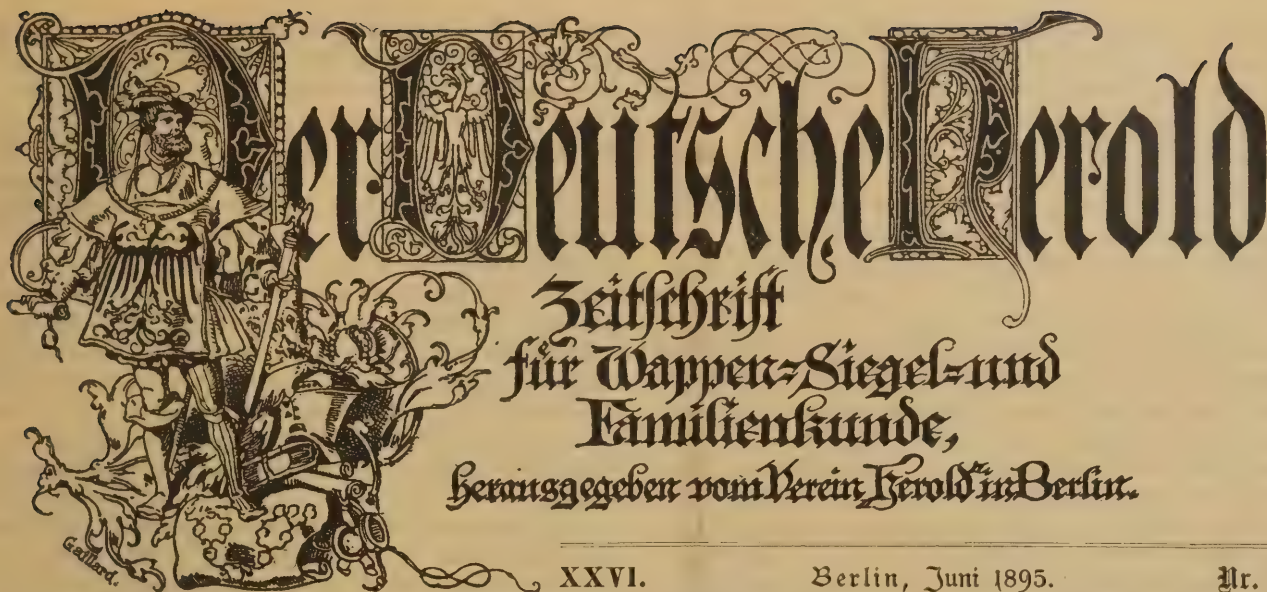 Der Deutsche Herold
Zeitschrift
für Wappen-Siegel-und
Familienkunde,
herausgegeben vom Verein „Herold“ in Berlin.
Gaillard.
XXVI. Berlin, Juni 1895. Nr.